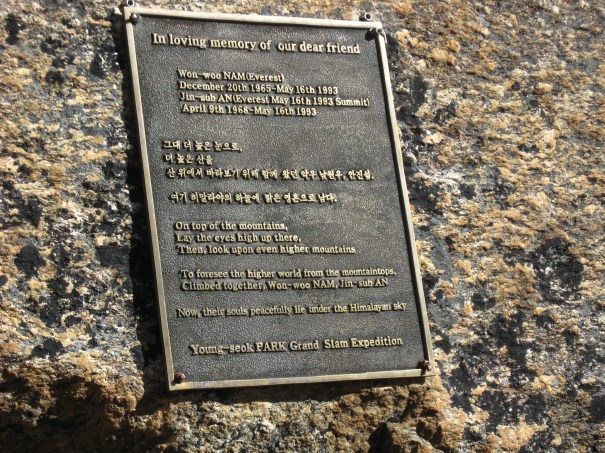 In loving memory of our dear friend
Won-woo NAM(Everest)
December 20th 1965-May 16th 1993
Jin-sub AN(Everest May 16th 1993 Summit)
April 9th 1966-May 16th 1993
그대 더 높은 눈으로,
더 높은 산을
산 위에서 바라보기 위해 함께 왔던 악우 남원우, 안진섭.
여기 히말라야의 하늘에 맑은 영혼으로 남다.
On top of the mountains,
Lay the eyes high up there,
Then, look upon even higher mountains
To foresee the higher world from the mountaintops,
Climbed together, Won-woo NAM, Jin-sub AN
Now, their souls peacefully lie under the Himalayan sky
Young-seok PARK Grand Slam Expedition